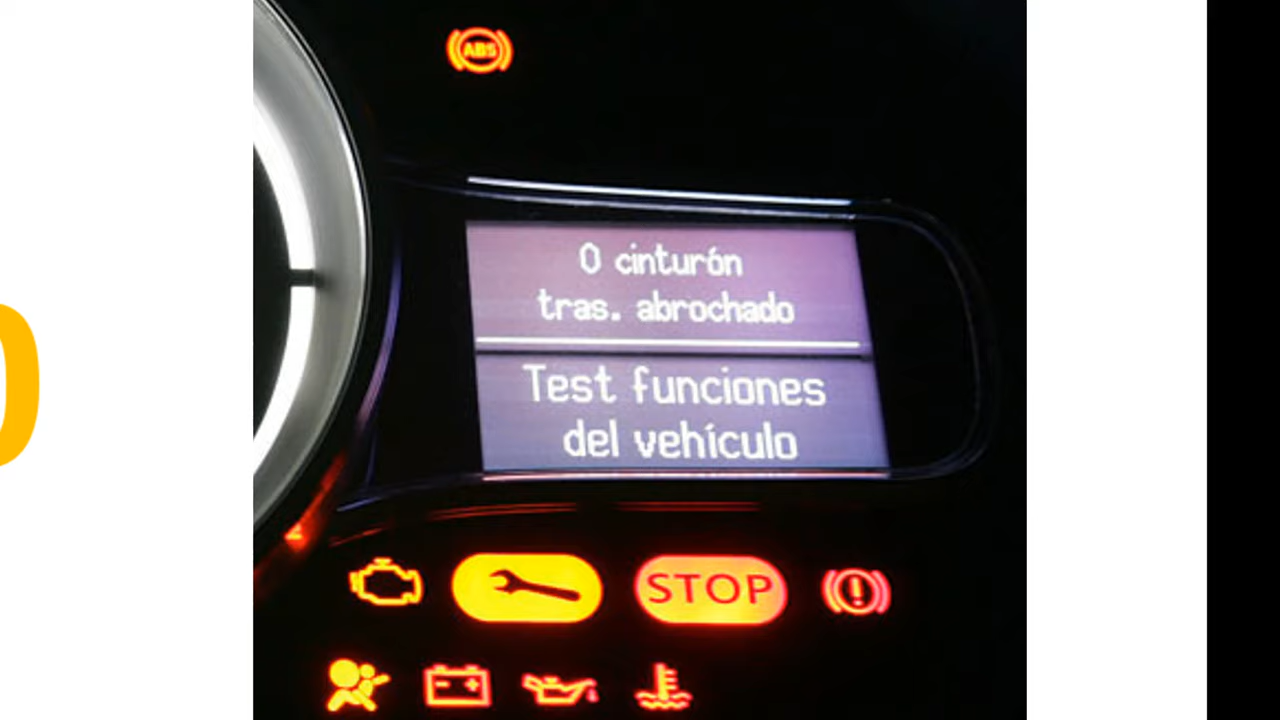 ABS
0 cinturón
tras. abrochado
Test funciones
del vehículo
STOP